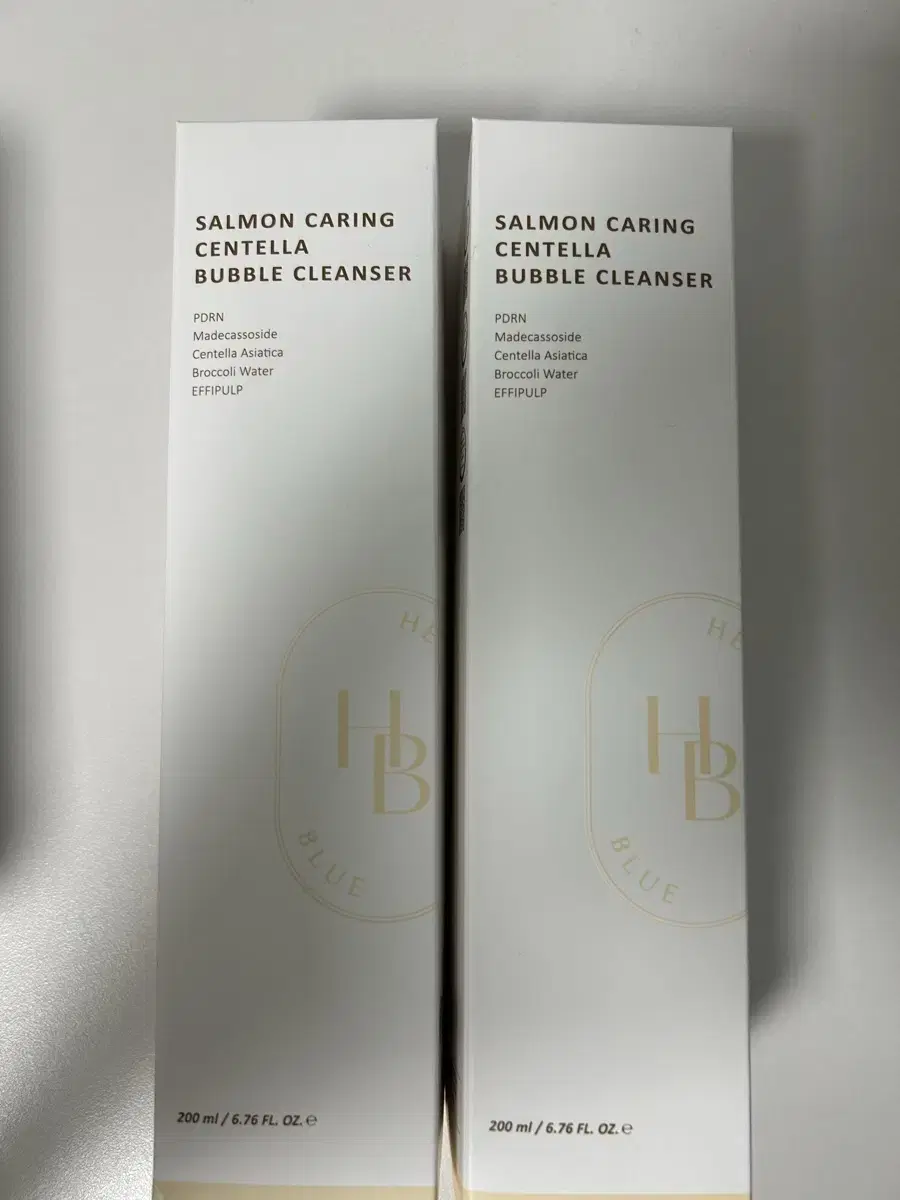 SALMON CARING
CENTELLA
BUBBLE CLEANSER
PDRN
Madecassoside
Centella Asiatica
Broccoli Water
EFFIPULP
HE
HB
BLUE
200 ml / 6.76 FL. OZ. ℮
SALMON CARING
CENTELLA
BUBBLE CLEANSER
PDRN
Madecassoside
Centella Asiatica
Broccoli Water
EFFIPULP
HE
HB
BLUE
200 ml / 6.76 FL. OZ. ℮